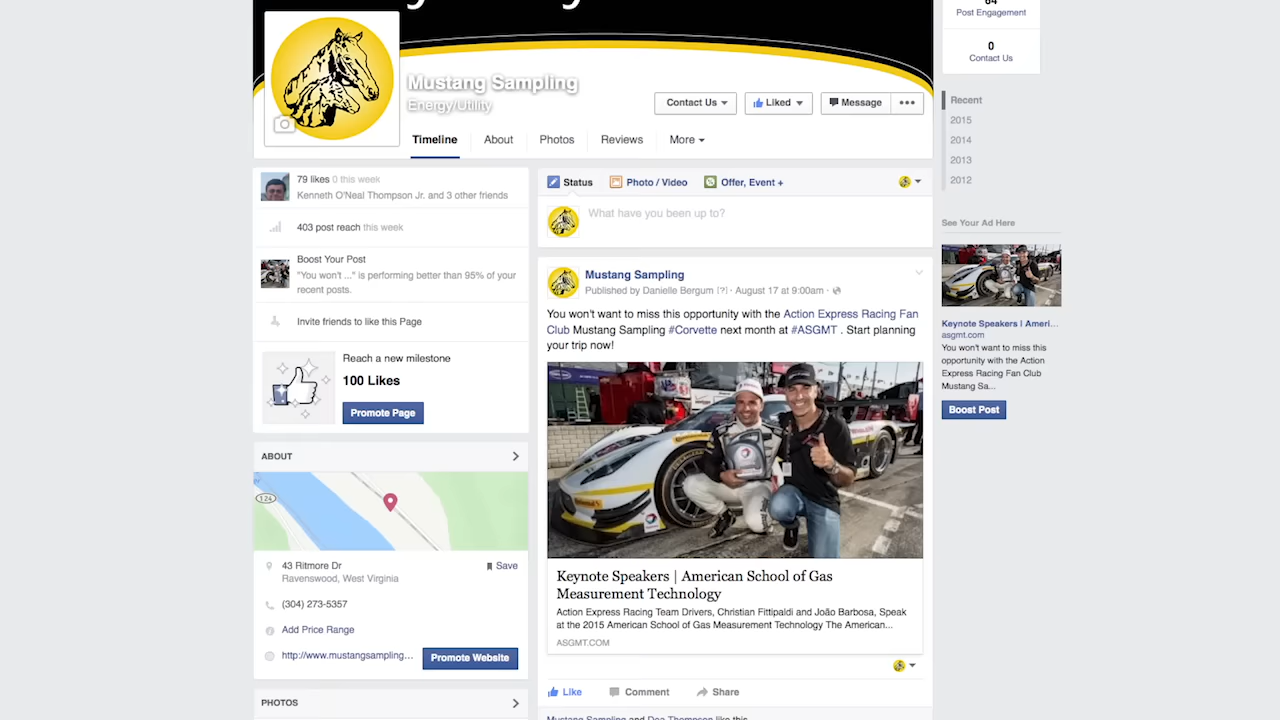 Mustang Sampling
Energy/Utility
Contact Us
Liked
Message
Timeline
About
Photos
Reviews
More
79 likes 0 this week
Kenneth O'Neal Thompson Jr. and 3 other friends
403 post reach this week
Boost Your Post
"You won't ..." is performing better than 95% of your
recent posts.
Invite friends to like this Page
Reach a new milestone
100 Likes
Promote Page
ABOUT
124
43 Ritmore Dr
Save
Ravenswood, West Virginia
(304) 273-5357
Add Price Range
http://www.mustangsampling...
Promote Website
PHOTOS
Status
Photo / Video
Offer, Event +
What have you been up to?
Mustang Sampling
Published by Danielle Bergum [?] · August 17 at 9:00am ·
You won't want to miss this opportunity with the Action Express Racing Fan
Club Mustang Sampling #Corvette next month at #ASGMT . Start planning
your trip now!
Keynote Speakers | American School of Gas
Measurement Technology
Action Express Racing Team Drivers, Christian Fittipaldi and João Barbosa, Speak
at the 2015 American School of Gas Measurement Technology The American...
ASGMT.COM
Like
Comment
Share
Mustang Sampling and Dea Thompson like this
64
Post Engagement
0
Contact Us
Recent
2015
2014
2013
2012
See Your Ad Here
Keynote Speakers | Ameri...
asgmt.com
You won't want to miss this
opportunity with the Action
Express Racing Fan Club
Mustang Sa...
Boost Post